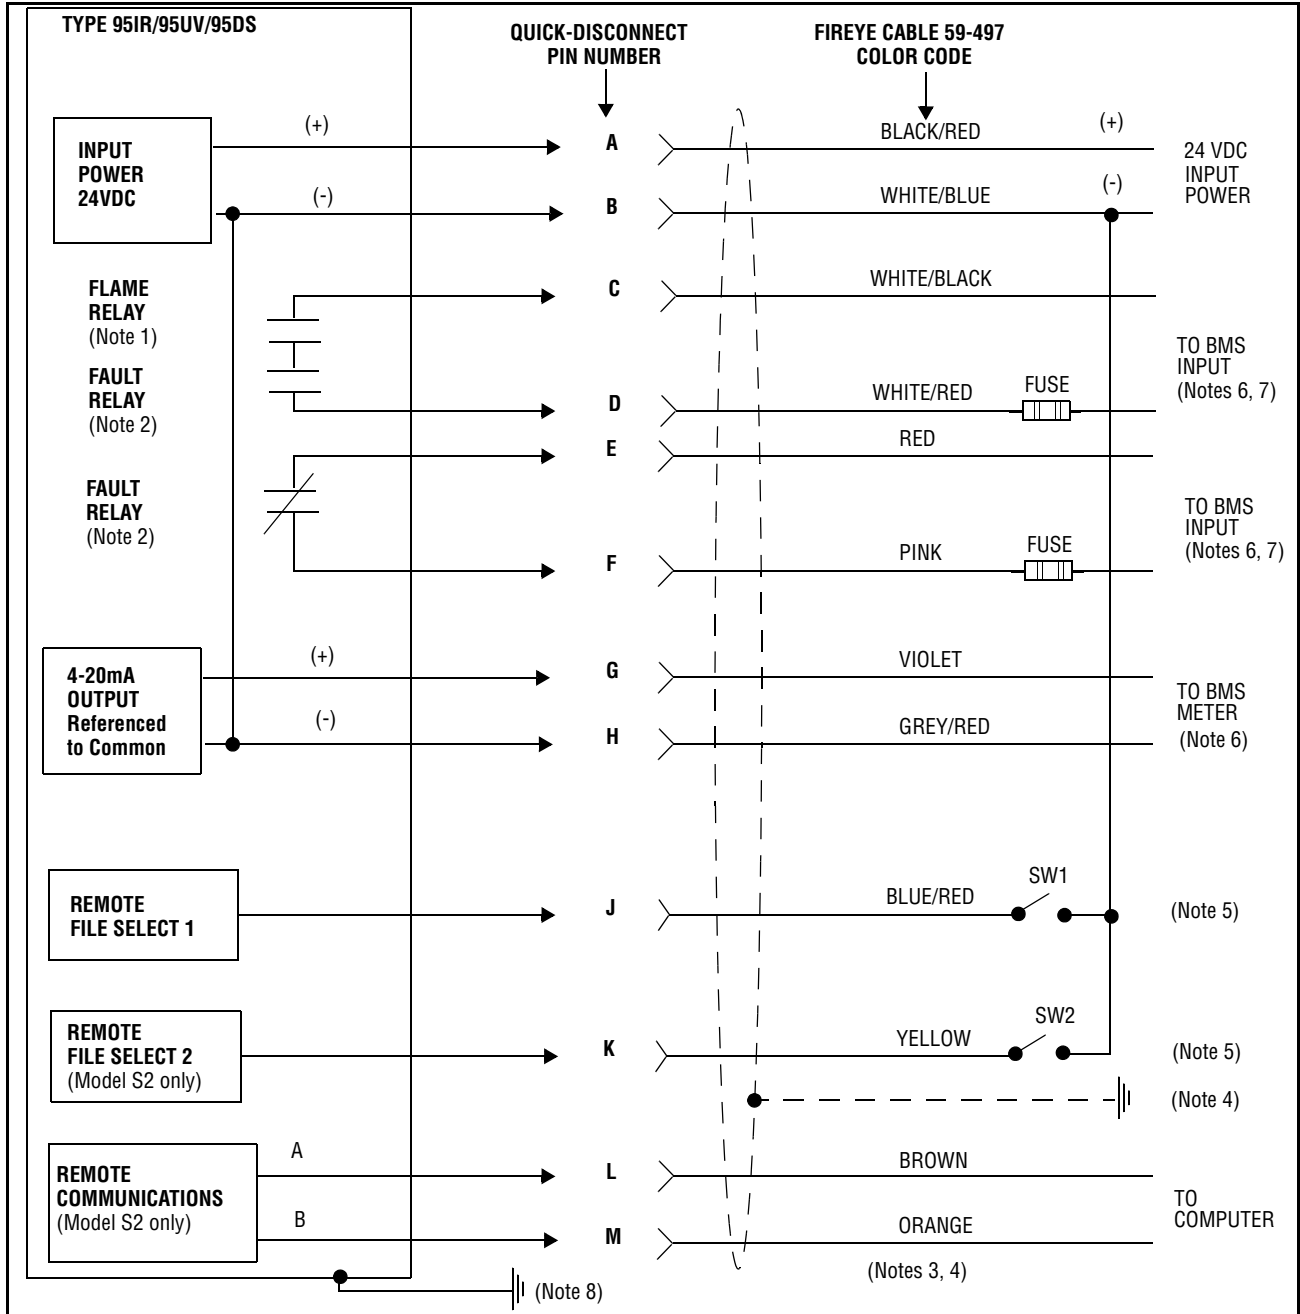 TYPE 95IR/95UV/95DS
QUICK-DISCONNECT
PIN NUMBER
FIREYE CABLE 59-497
COLOR CODE
INPUT
POWER
24VDC
(+)
A
BLACK/RED
(+)
24 VDC
INPUT
POWER
(-)
B
WHITE/BLUE
(-)
FLAME
RELAY
(Note 1)
C
WHITE/BLACK
FAULT
RELAY
(Note 2)
D
WHITE/RED
FUSE
TO BMS
INPUT
(Notes 6, 7)
E
RED
FAULT
RELAY
(Note 2)
F
PINK
FUSE
TO BMS
INPUT
(Notes 6, 7)
4-20mA
OUTPUT
Referenced
to Common
(+)
G
VIOLET
(-)
H
GREY/RED
TO BMS
METER
(Note 6)
REMOTE
FILE SELECT 1
J
BLUE/RED
SW1
(Note 5)
REMOTE
FILE SELECT 2
(Model S2 only)
K
YELLOW
SW2
(Note 5)
(Note 4)
REMOTE
COMMUNICATIONS
(Model S2 only)
A
L
BROWN
B
M
ORANGE
TO
COMPUTER
(Notes 3, 4)
(Note 8)